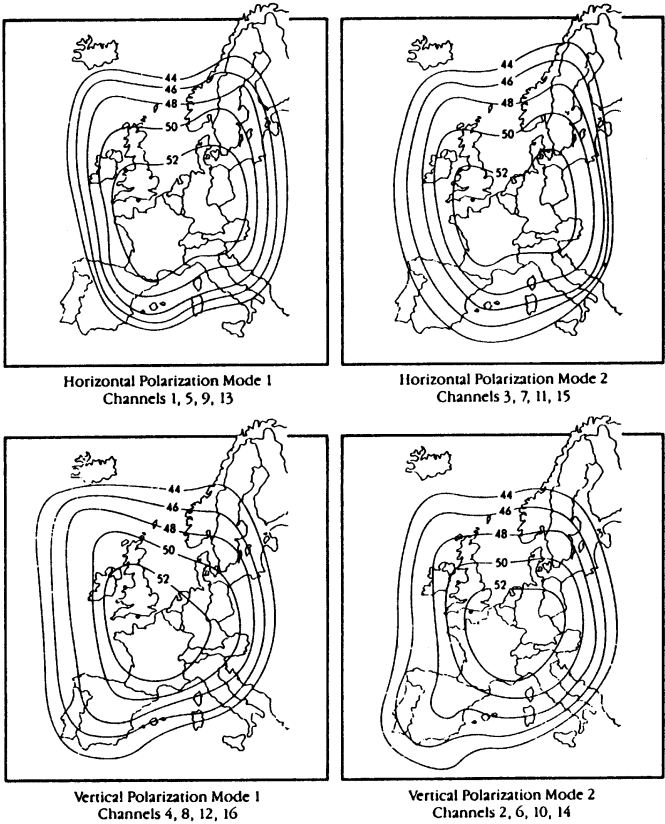 44
46
48
50
52
Horizontal Polarization Mode 1
Channels 1, 5, 9, 13
44
46
48
50
52
Horizontal Polarization Mode 2
Channels 3, 7, 11, 15
44
46
48
50
52
Vertical Polarization Mode 1
Channels 4, 8, 12, 16
44
46
48
50
52
Vertical Polarization Mode 2
Channels 2, 6, 10, 14